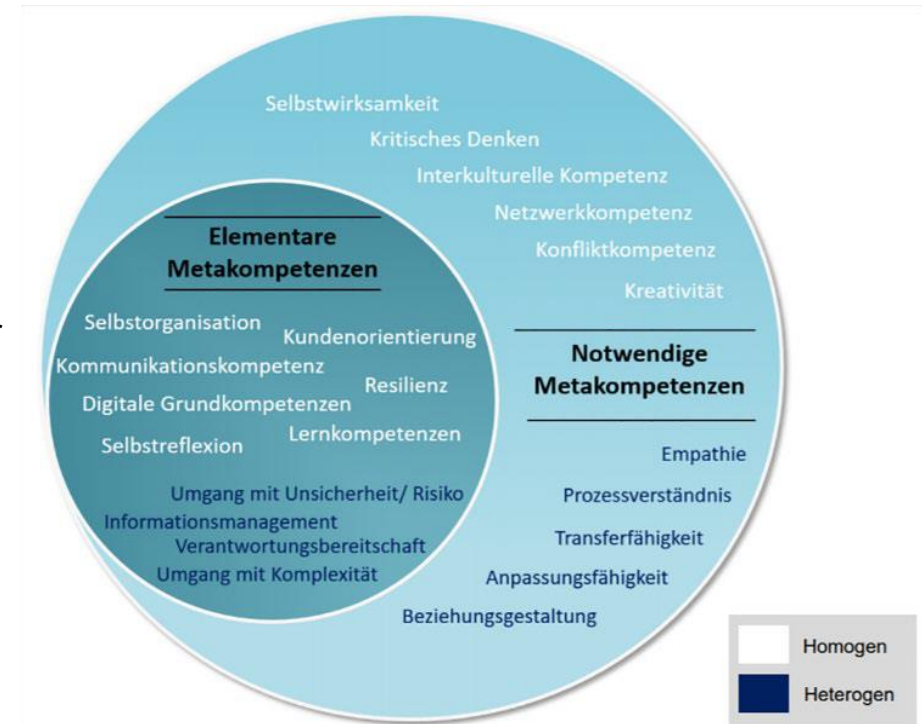 Selbstwirksamkeit
Kritisches Denken
Interkulturelle Kompetenz
Netzwerkkompetenz
Konfliktkompetenz
Kreativität
Elementare
Metakompetenzen
Selbstorganisation
Kundenorientierung
Kommunikationskompetenz
Resilienz
Digitale Grundkompetenzen
Lernkompetenzen
Selbstreflexion
Umgang mit Unsicherheit/ Risiko
Informationsmanagement
Verantwortungsbereitschaft
Umgang mit Komplexität
Notwendige
Metakompetenzen
Empathie
Prozessverständnis
Transferfähigkeit
Anpassungsfähigkeit
Beziehungsgestaltung
Homogen
Heterogen